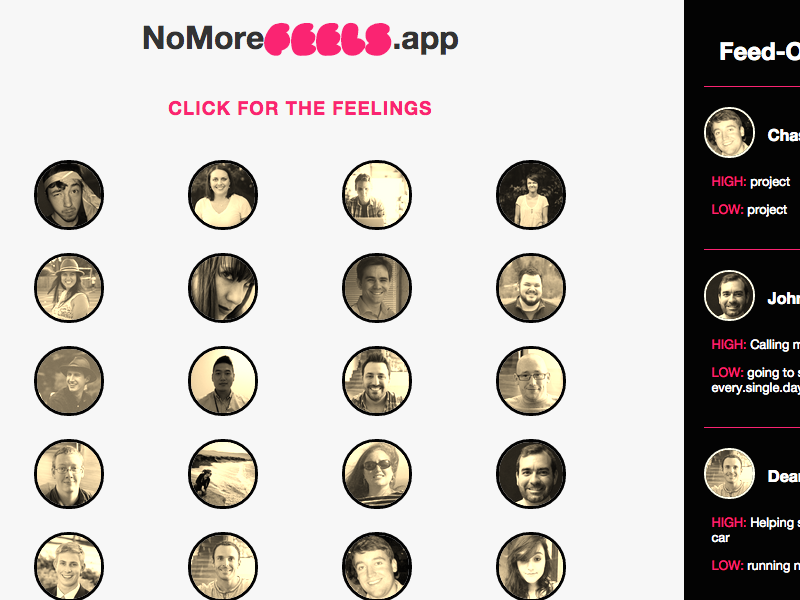 NoMoreFEELS.app
CLICK FOR THE FEELINGS
Feed-O
Chas
HIGH: project
LOW: project
John
HIGH: Calling m
LOW: going to s
every.single.day
Dean
HIGH: Helping s
car
LOW: running n